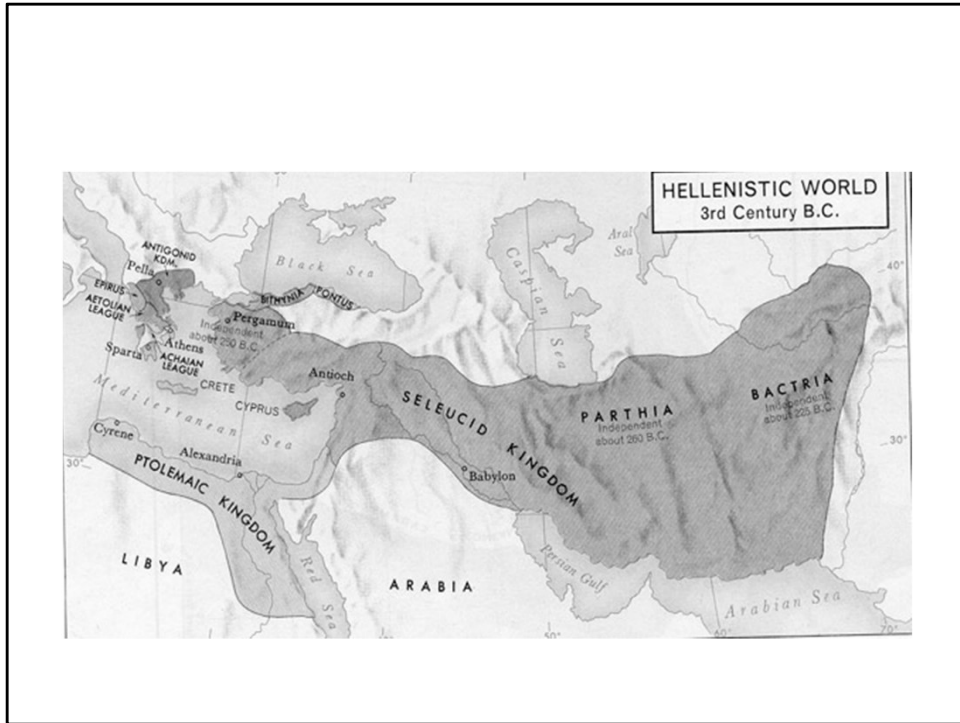 HELLENISTIC WORLD
3rd Century B.C.
Aral
Sea
Caspian
Sea
Black Sea
40°
ANTIGONID
KDM.
Pella
EPIRUS
AETOLIAN
LEAGUE
BITHYNIA
PONTUS
Pergamum
Independent
about 250 B.C.
Athens
Sparta
ACHAIAN
LEAGUE
CRETE
CYPRUS
Antioch
Mediterranean Sea
SELEUCID KINGDOM
PARTHIA
Independent
about 260 B.C.
BACTRIA
Independent
about 225 B.C.
30°
Cyrene
Alexandria
30°
PTOLEMAIC KINGDOM
Babylon
LIBYA
Red Sea
ARABIA
Persian Gulf
Arabian Sea
50°
60°
70°